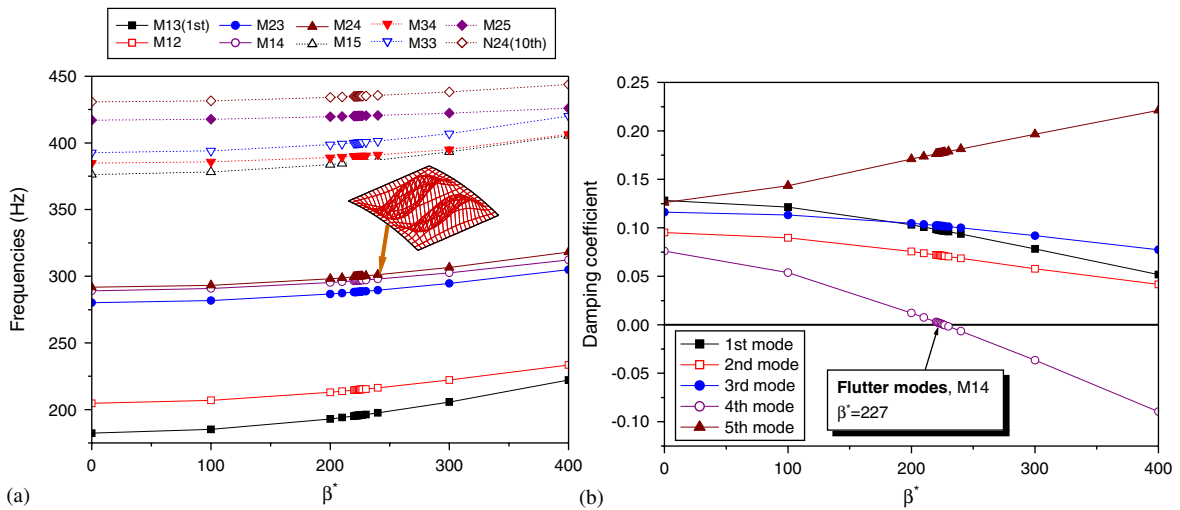 M13(1st) M23 M24 M34 M25
M12 M14 M15 M33 N24(10th)
450
400
350
300
250
200
Frequencies (Hz)
0 100 200 300 400
β*
(a)
0.25
0.20
0.15
0.10
0.05
0.00
-0.05
-0.10
Damping coefficient
1st mode
2nd mode
3rd mode
4th mode
5th mode
Flutter modes, M14
β*=227
0 100 200 300 400
β*
(b)